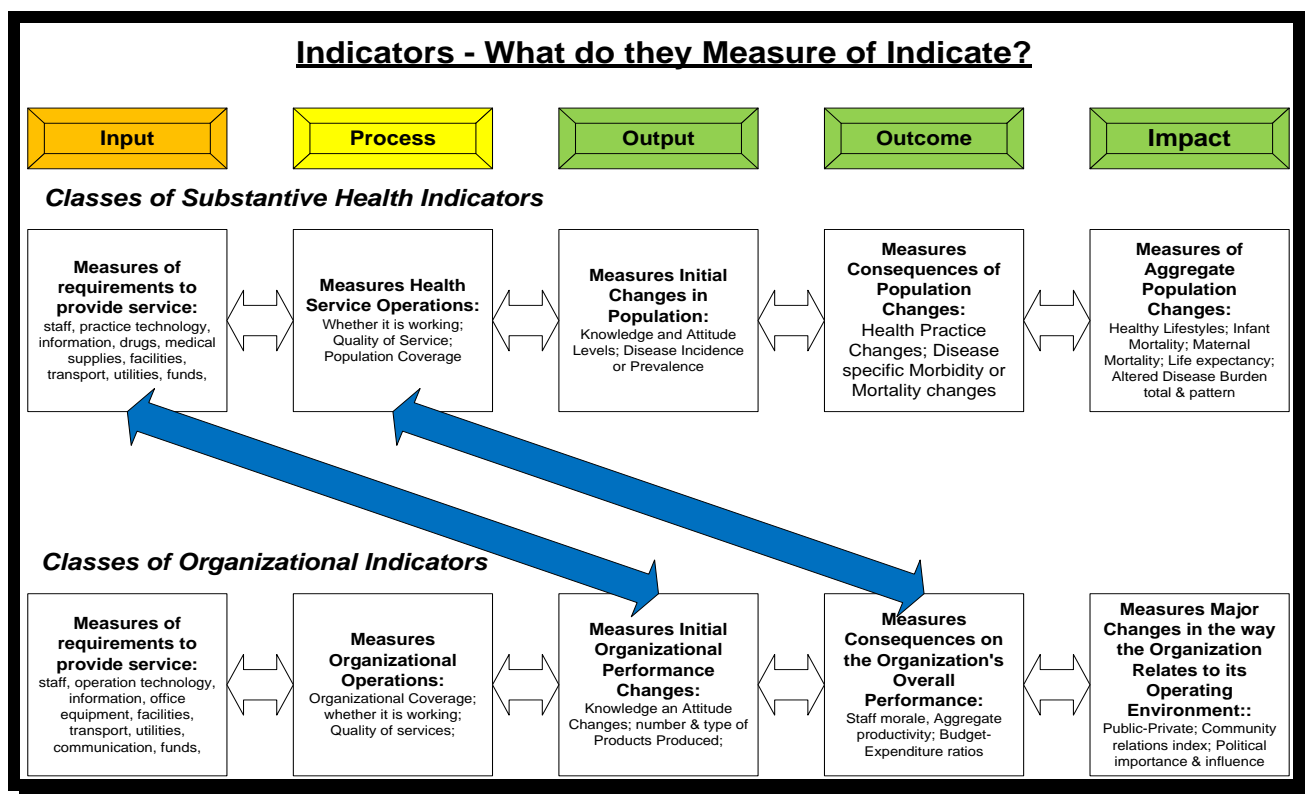 Indicators - What do they Measure of Indicate?
Input
Process
Output
Outcome
Impact
Classes of Substantive Health Indicators
Measures of
requirements to
provide service:
staff, practice technology,
information, drugs, medical
supplies, facilities,
transport, utilities, funds,
Measures Health
Service Operations:
Whether it is working;
Quality of Service;
Population Coverage
Measures Initial
Changes in
Population:
Knowledge and Attitude
Levels; Disease Incidence
or Prevalence
Measures
Consequences of
Population
Changes:
Health Practice
Changes; Disease
specific Morbidity or
Mortality changes
Measures of
Aggregate
Population
Changes:
Healthy Lifestyles; Infant
Mortality; Maternal
Mortality; Life expectancy;
Altered Disease Burden
total & pattern
Classes of Organizational Indicators
Measures of
requirements to
provide service:
staff, operation technology,
information, office
equipment, facilities,
transport, utilities,
communication, funds,
Measures
Organizational
Operations:
Organizational Coverage;
whether it is working;
Quality of services;
Measures Initial
Organizational
Performance
Changes:
Knowledge an Attitude
Changes; number & type of
Products Produced;
Measures
Consequences on
the Organization's
Overall
Performance:
Staff morale, Aggregate
productivity; Budget-
Expenditure ratios
Measures Major
Changes in the way
the Organization
Relates to its
Operating
Environment::
Public-Private; Community
relations index; Political
importance & influence